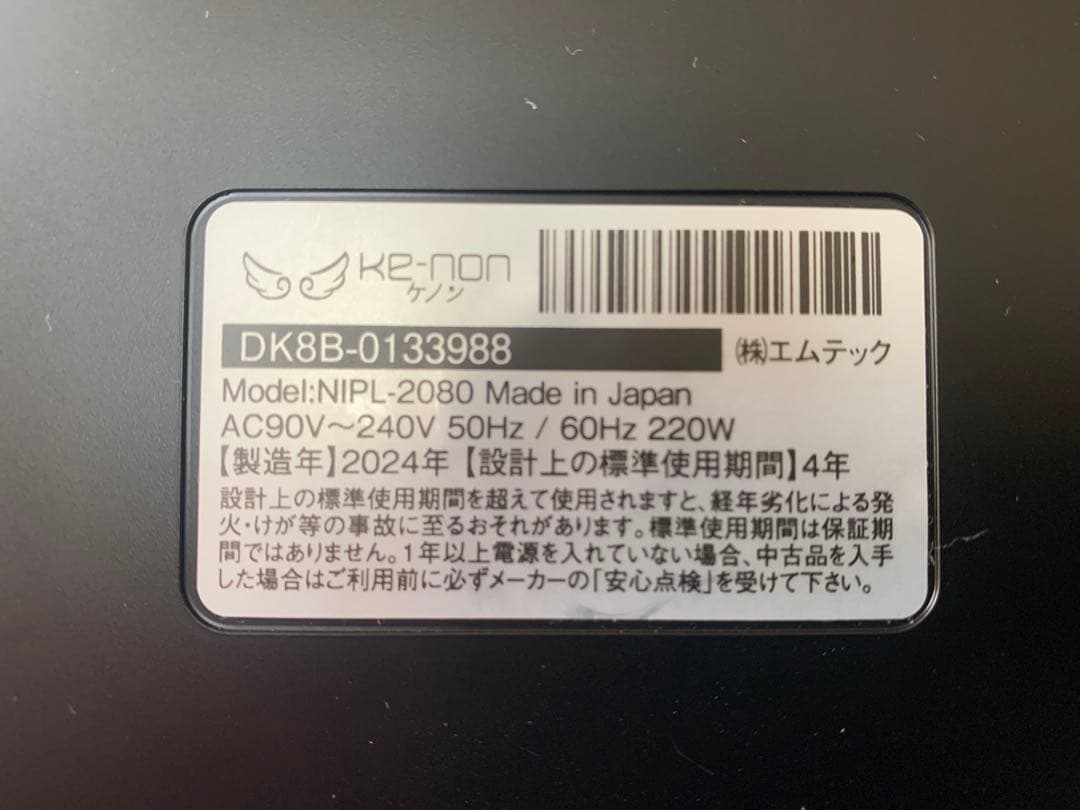 ke-non
ケノン
DK8B-0133988
㈱エムテック
Model:NIPL-2080 Made in Japan
AC90V～240V 50Hz / 60Hz 220W
【製造年】2024年【設計上の標準使用期間】4年
設計上の標準使用期間を超えて使用されますと、経年劣化による発
火・けが等の事故に至るおそれがあります。標準使用期間は保証期
間ではありません。1年以上電源を入れていない場合、中古品を入手
した場合はご利用前に必ずメーカーの「安心点検」を受けて下さい。